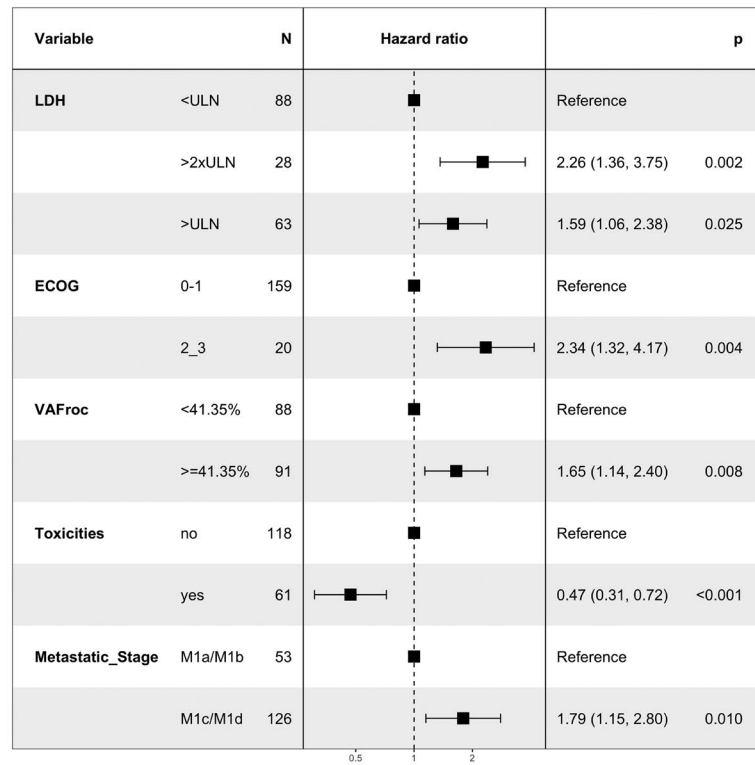 Variable N Hazard ratio p
LDH <ULN 88 Reference
>2xULN 28 2.26 (1.36, 3.75) 0.002
>ULN 63 1.59 (1.06, 2.38) 0.025
ECOG 0-1 159 Reference
2_3 20 2.34 (1.32, 4.17) 0.004
VAFroc <41.35% 88 Reference
>=41.35% 91 1.65 (1.14, 2.40) 0.008
Toxicities no 118 Reference
yes 61 0.47 (0.31, 0.72) <0.001
Metastatic_Stage M1a/M1b 53 Reference
M1c/M1d 126 1.79 (1.15, 2.80) 0.010
0.5 1 2